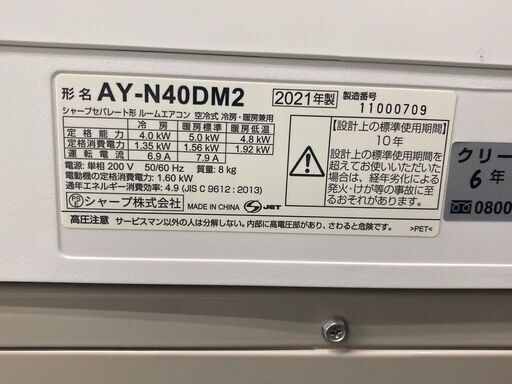 形名 AY-N40DM2 2021年製 製造番号 11000709
シャープセパレート形 ルームエアコン 空冷式 冷房・暖房兼用
冷房 暖房標準 暖房低温
定格能力 4.0 kW 5.0 kW 4.8 kW
定格消費電力 1.35 kW 1.56 kW 1.92 kW
運転電流 6.9 A 7.9 A
電源: 単相 200 V 50/60 Hz 質量: 8 kg
電動機の定格消費電力: 1.60 kW
通年エネルギー消費効率: 4.9 (JIS C 9612 : 2013)
シャープ株式会社 MADE IN CHINA JET
高圧注意 サービスマン以外の人は分解しない。内部に高電圧部があり、さわると危険。
【設計上の標準使用期間】
10年
設計上の標準使用期間を
超えてお使いいただいた
場合は、経年劣化による
発火・けが等の事故に至
るおそれがあります。
>PET<
クリー
6年
0800